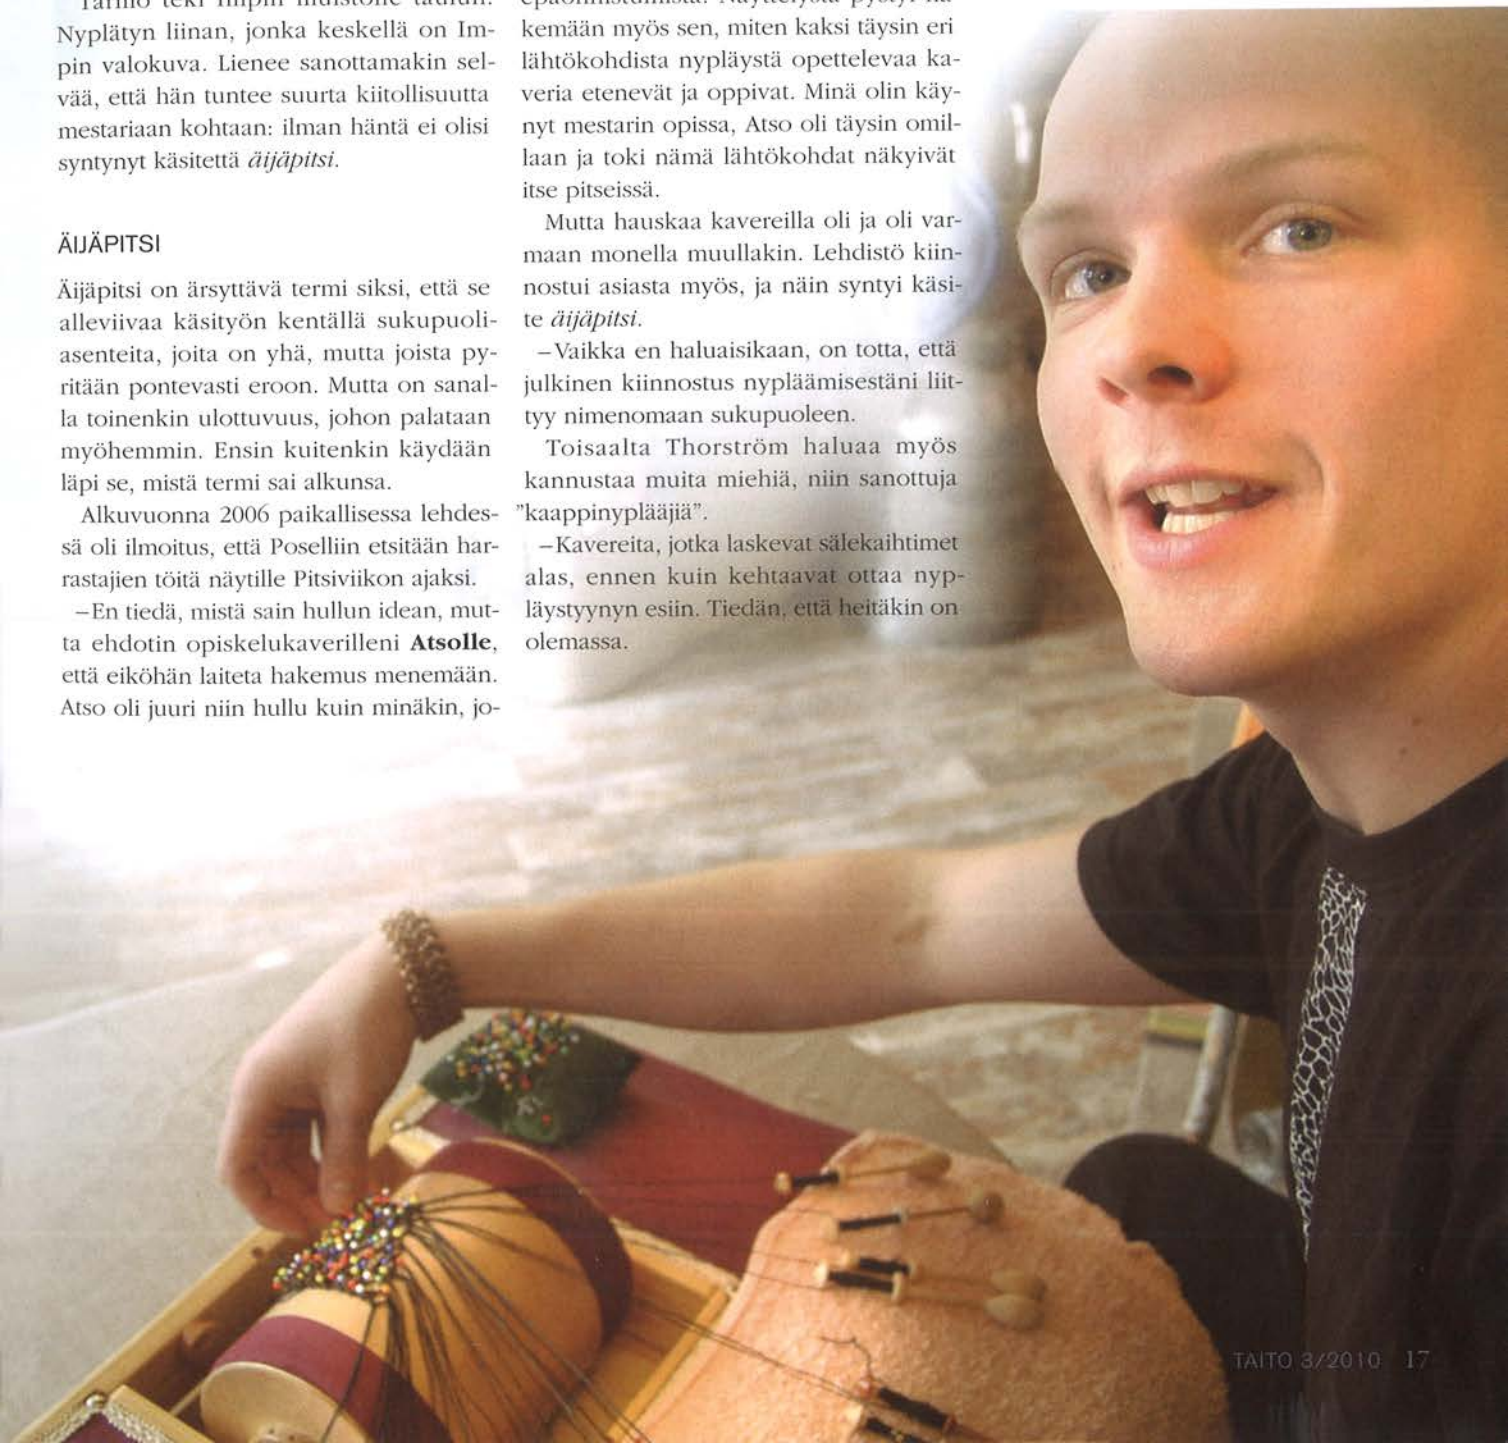 Tarmo teki Impin muistolle taulun.
Nyplätyn liinan, jonka keskellä on Im-
pin valokuva. Lienee sanottamakin sel-
vää, että hän tuntee suurta kiitollisuutta
mestariaan kohtaan: ilman häntä ei olisi
syntynyt käsitettä äijäpitsi.
ÄIJÄPITSI
Äijäpitsi on ärsyttävä termi siksi, että se
alleviivaa käsityön kentällä sukupuoli-
asenteita, joita on yhä, mutta joista py-
ritään pontevasti eroon. Mutta on sanal-
la toinenkin ulottuvuus, johon palataan
myöhemmin. Ensin kuitenkin käydään
läpi se, mistä termi sai alkunsa.
Alkuvuonna 2006 paikallisessa lehdes-
sä oli ilmoitus, että Poselliin etsitään har-
rastajien töitä näytille Pitsiviikon ajaksi.
–En tiedä, mistä sain hullun idean, mut-
ta ehdotin opiskelukaverilleni Atsolle,
että eiköhän laiteta hakemus menemään.
Atso oli juuri niin hullu kuin minäkin, jo-
epäonnistumista. Näyttelystä pystyi nä-
kemään myös sen, miten kaksi täysin eri
lähtökohdista nypläystä opettelevaa ka-
veria etenevät ja oppivat. Minä olin käy-
nyt mestarin opissa, Atso oli täysin omil-
laan ja toki nämä lähtökohdat näkyivät
itse pitseissä.
Mutta hauskaa kavereilla oli ja oli var-
maan monella muullakin. Lehdistö kiin-
nostui asiasta myös, ja näin syntyi käsi-
te äijäpitsi.
–Vaikka en haluaisikaan, on totta, että
julkinen kiinnostus nypläämisestäni liit-
tyy nimenomaan sukupuoleen.
Toisaalta Thorström haluaa myös
kannustaa muita miehiä, niin sanottuja
”kaappinyplääjiä”.
–Kavereita, jotka laskevat sälekaihtimet
alas, ennen kuin kehtaavat ottaa nyp-
läystyynyn esiin. Tiedän, että heitäkin on
olemassa.
TAITO 3/2010 17